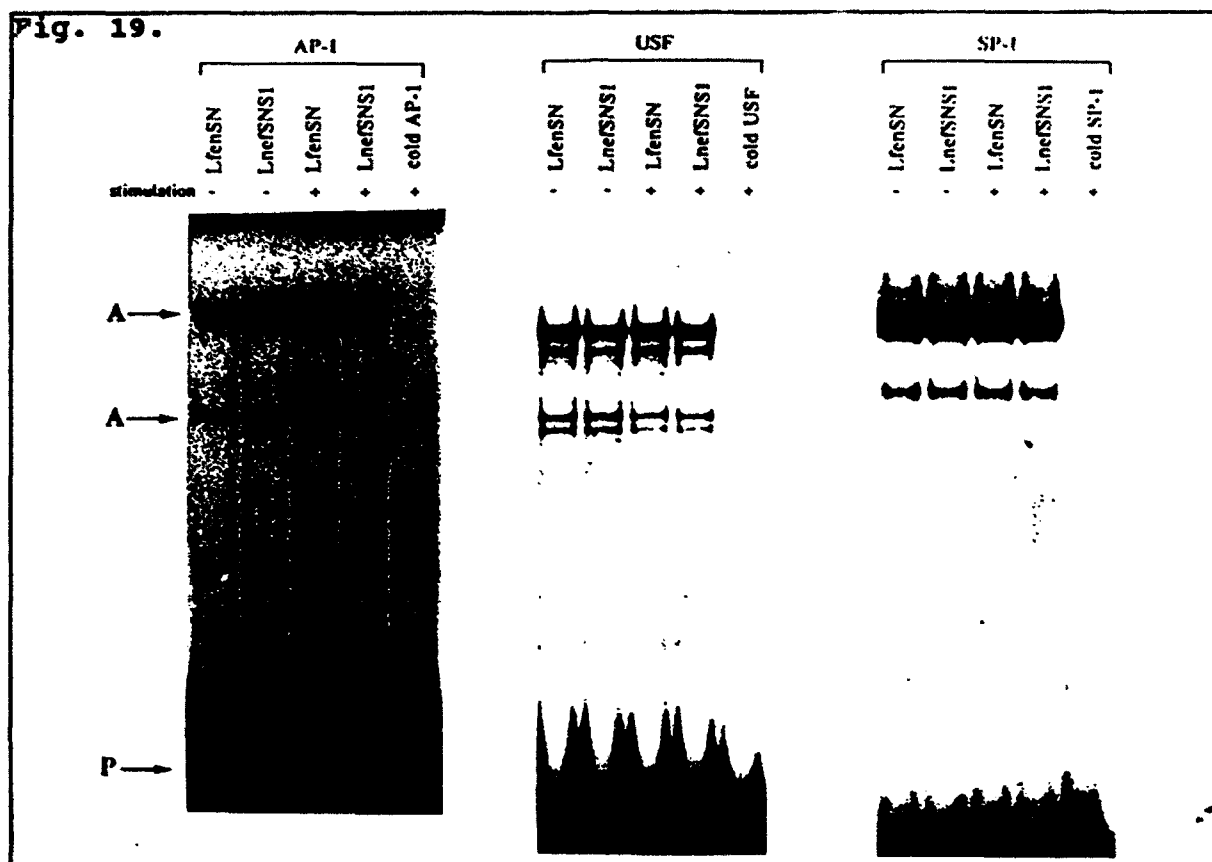 Fig. 19.
AP-1
USF
SP-1
LfenSN
LnefSNS1
LfenSN
LnefSNS1
cold AP-1
LfenSN
LnefSNS1
LfenSN
LnefSNS1
cold USF
LfenSN
LnefSNS1
LfenSN
LnefSNS1
cold SP-1
stimulation - - + + + - - + + + - - + + +
A
A
P